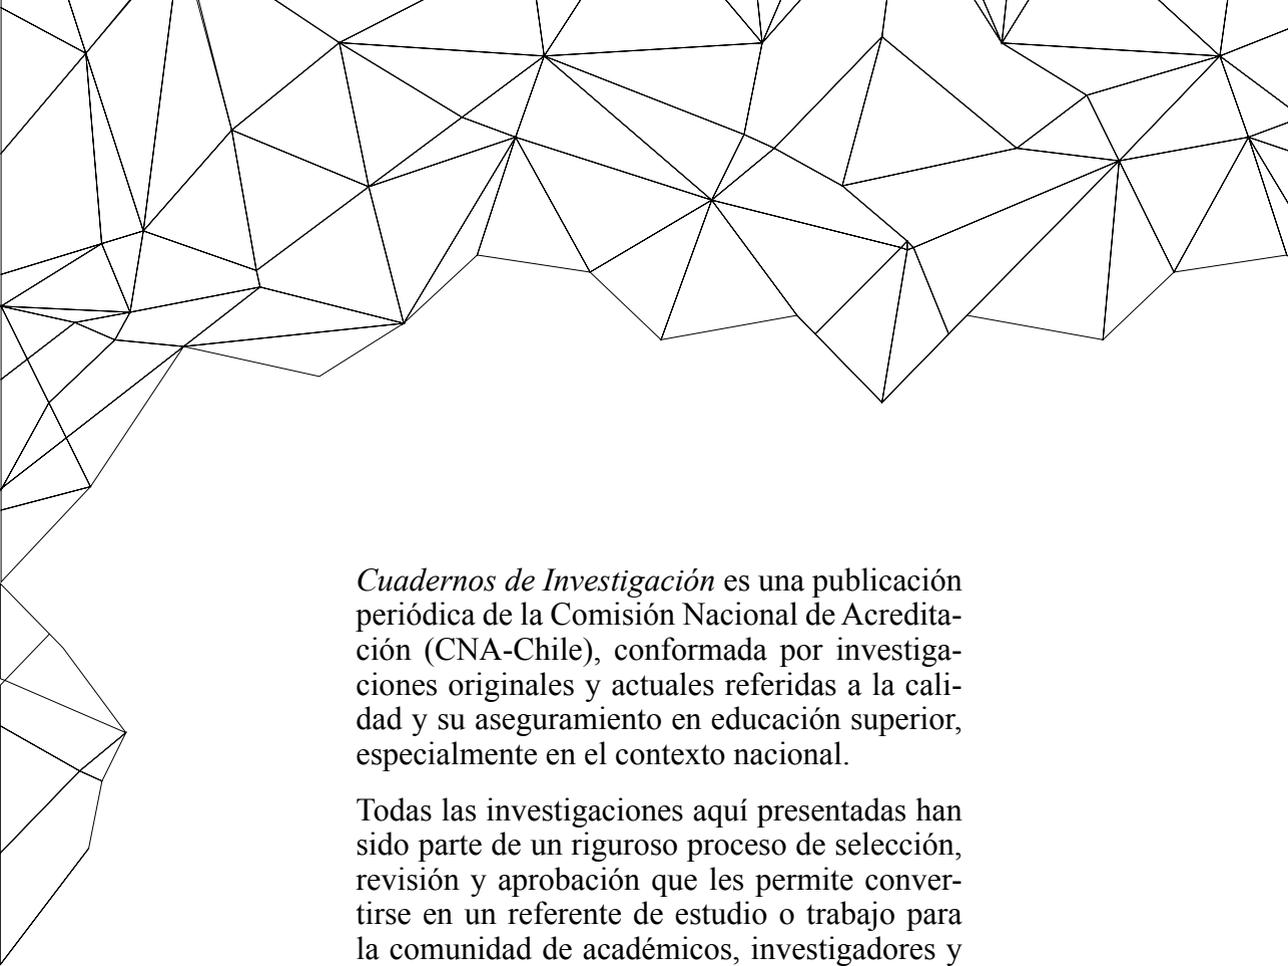 Cuadernos de Investigación es una publicación
periódica de la Comisión Nacional de Acredita-
ción (CNA-Chile), conformada por investiga-
ciones originales y actuales referidas a la cali-
dad y su aseguramiento en educación superior,
especialmente en el contexto nacional.
Todas las investigaciones aquí presentadas han
sido parte de un riguroso proceso de selección,
revisión y aprobación que les permite conver-
tirse en un referente de estudio o trabajo para
la comunidad de académicos, investigadores y